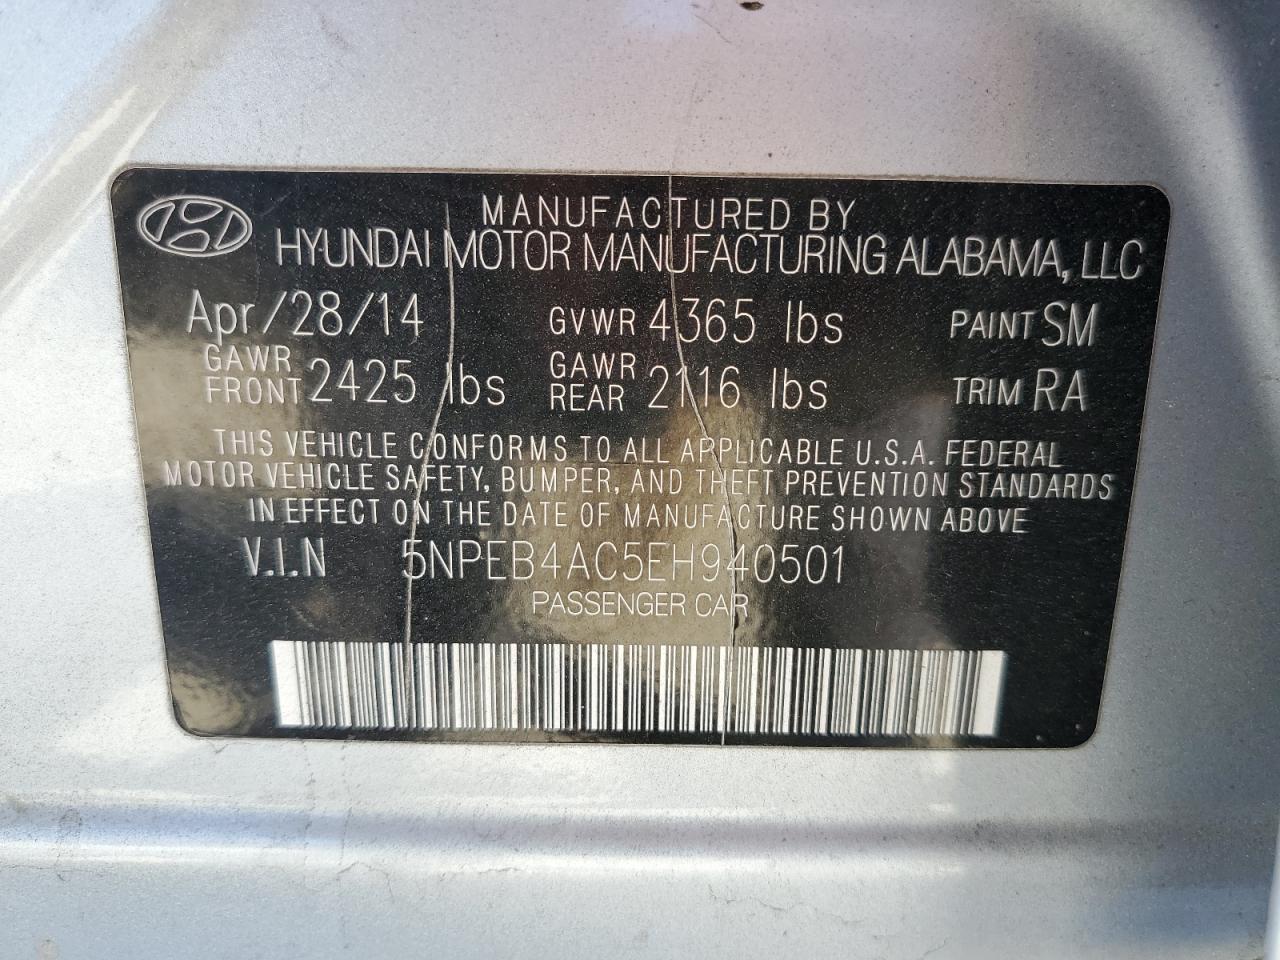 MANUFACTURED BY
HYUNDAI MOTOR MANUFACTURING ALABAMA, LLC
Apr/28/14 GVWR 4365 lbs PAINT SM
GAWR FRONT 2425 lbs GAWR REAR 2116 lbs TRIM RA
THIS VEHICLE CONFORMS TO ALL APPLICABLE U.S.A. FEDERAL
MOTOR VEHICLE SAFETY, BUMPER, AND THEFT PREVENTION STANDARDS
IN EFFECT ON THE DATE OF MANUFACTURE SHOWN ABOVE
V.I.N 5NPEB4AC5EH940501
PASSENGER CAR